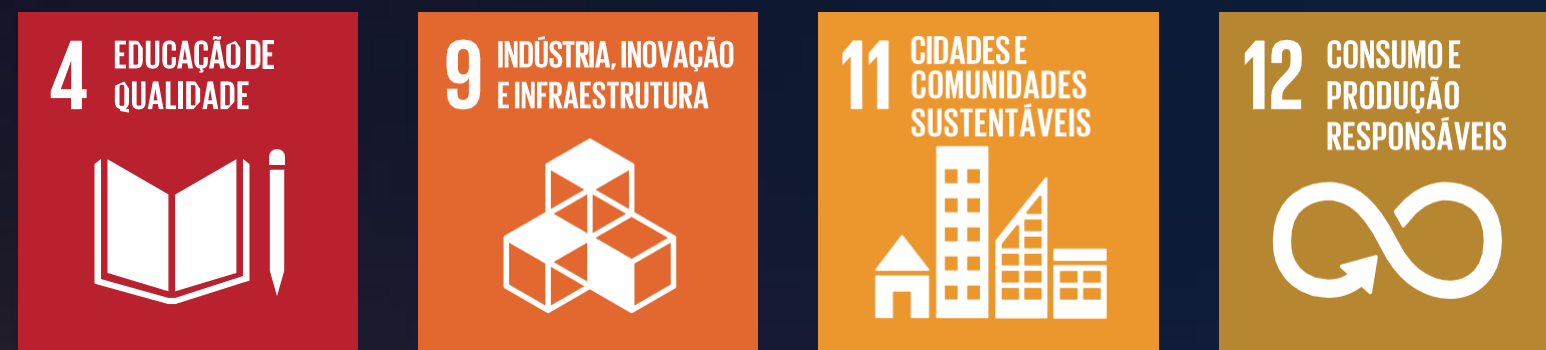 4
EDUCAÇÃO DE
QUALIDADE
9
INDÚSTRIA, INOVAÇÃO
E INFRAESTRUTURA
11
CIDADES E
COMUNIDADES
SUSTENTÁVEIS
12
CONSUMO E
PRODUÇÃO
RESPONSÁVEIS